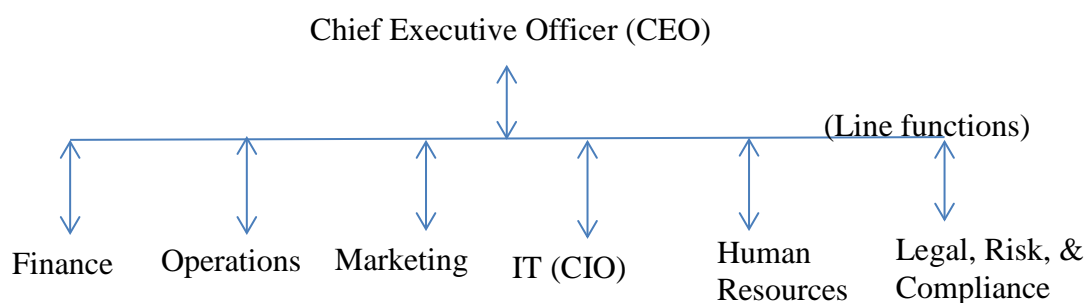 Chief Executive Officer (CEO)
(Line functions)
Finance
Operations
Marketing
IT (CIO)
Human
Resources
Legal, Risk, &
Compliance